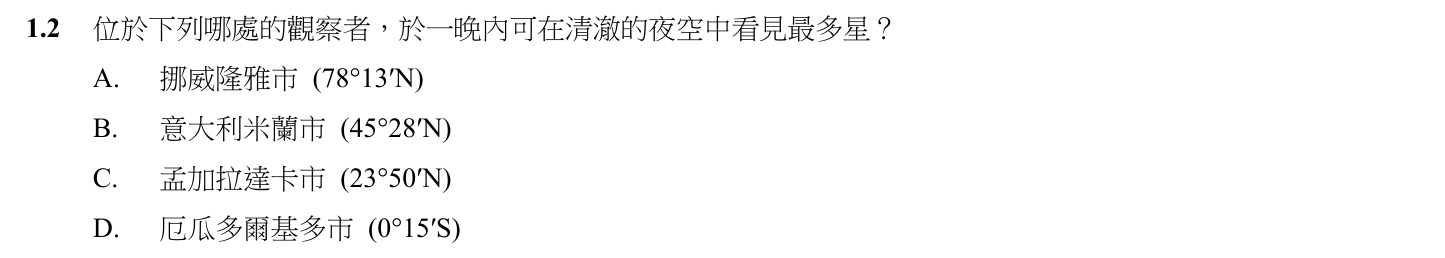 1.2 位於下列哪處的觀察者，於一晚內可在清澈的夜空中看見最多星？
A. 挪威隆雅市 (78°13′N)
B. 意大利米蘭市 (45°28′N)
C. 孟加拉達卡市 (23°50′N)
D. 厄瓜多爾基多市 (0°15′S)